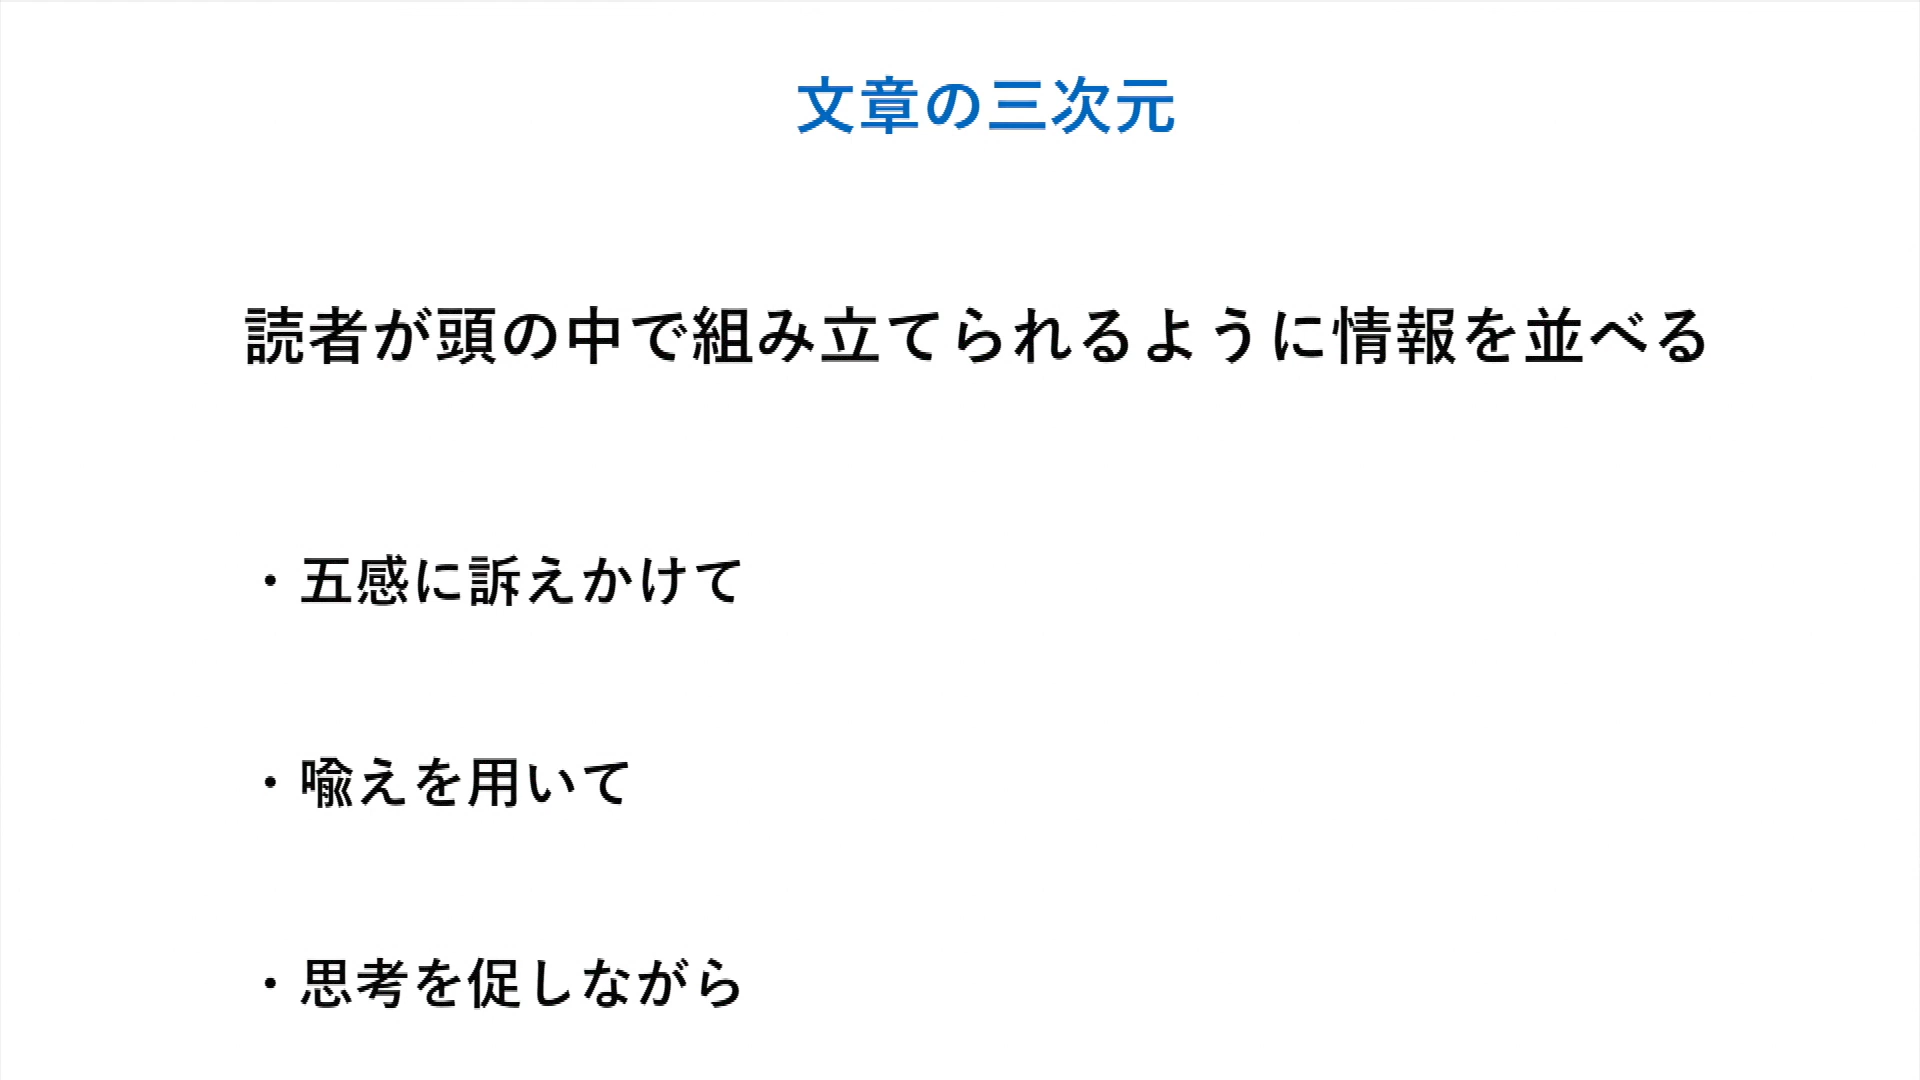 文章の三次元
読者が頭の中で組み立てられるように情報を並べる
・五感に訴えかけて
・喩えを用いて
・思考を促しながら